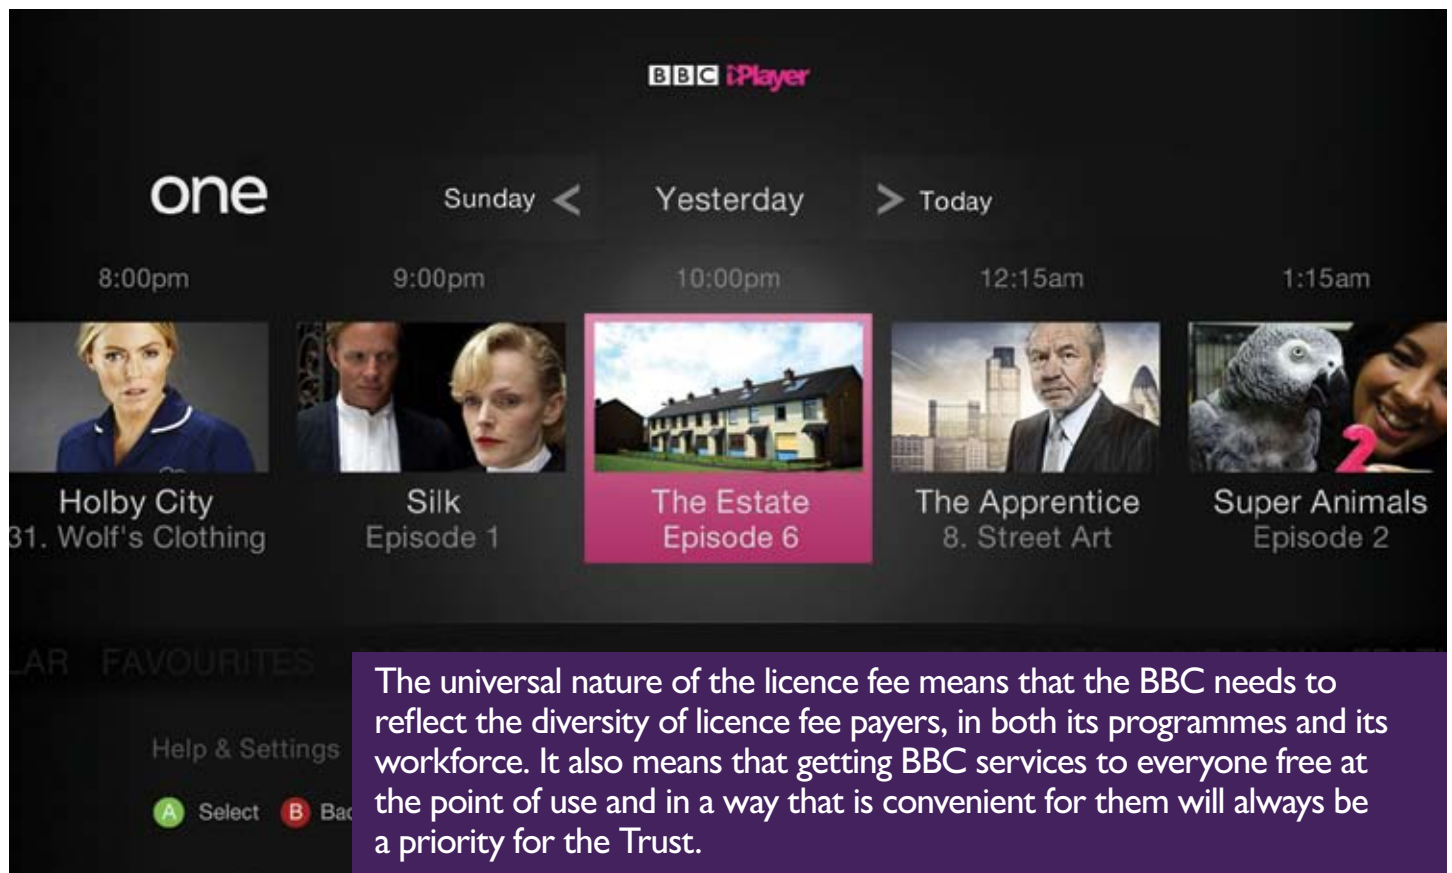 BBC iPlayer
one
Sunday < Yesterday > Today
8:00pm 9:00pm 10:00pm 12:15am 1:15am
Holby City Silk The Estate The Apprentice Super Animals
31. Wolf's Clothing Episode 1 Episode 6 8. Street Art Episode 2
LAR FAVOURITES
The universal nature of the licence fee means that the BBC needs to
reflect the diversity of licence fee payers, in both its programmes and its
workforce. It also means that getting BBC services to everyone free at
the point of use and in a way that is convenient for them will always be
a priority for the Trust.
Help & Settings
A Select B Bac